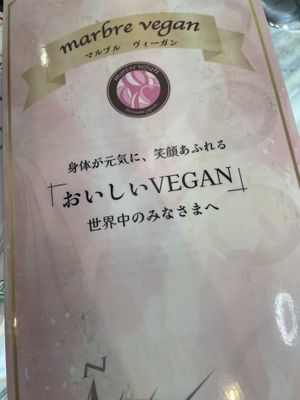 marbre vegan
マルブル ヴィーガン
marbre vegan
身体が元気に、笑顔あふれる
「おいしいVEGAN」
世界中のみなさまへ